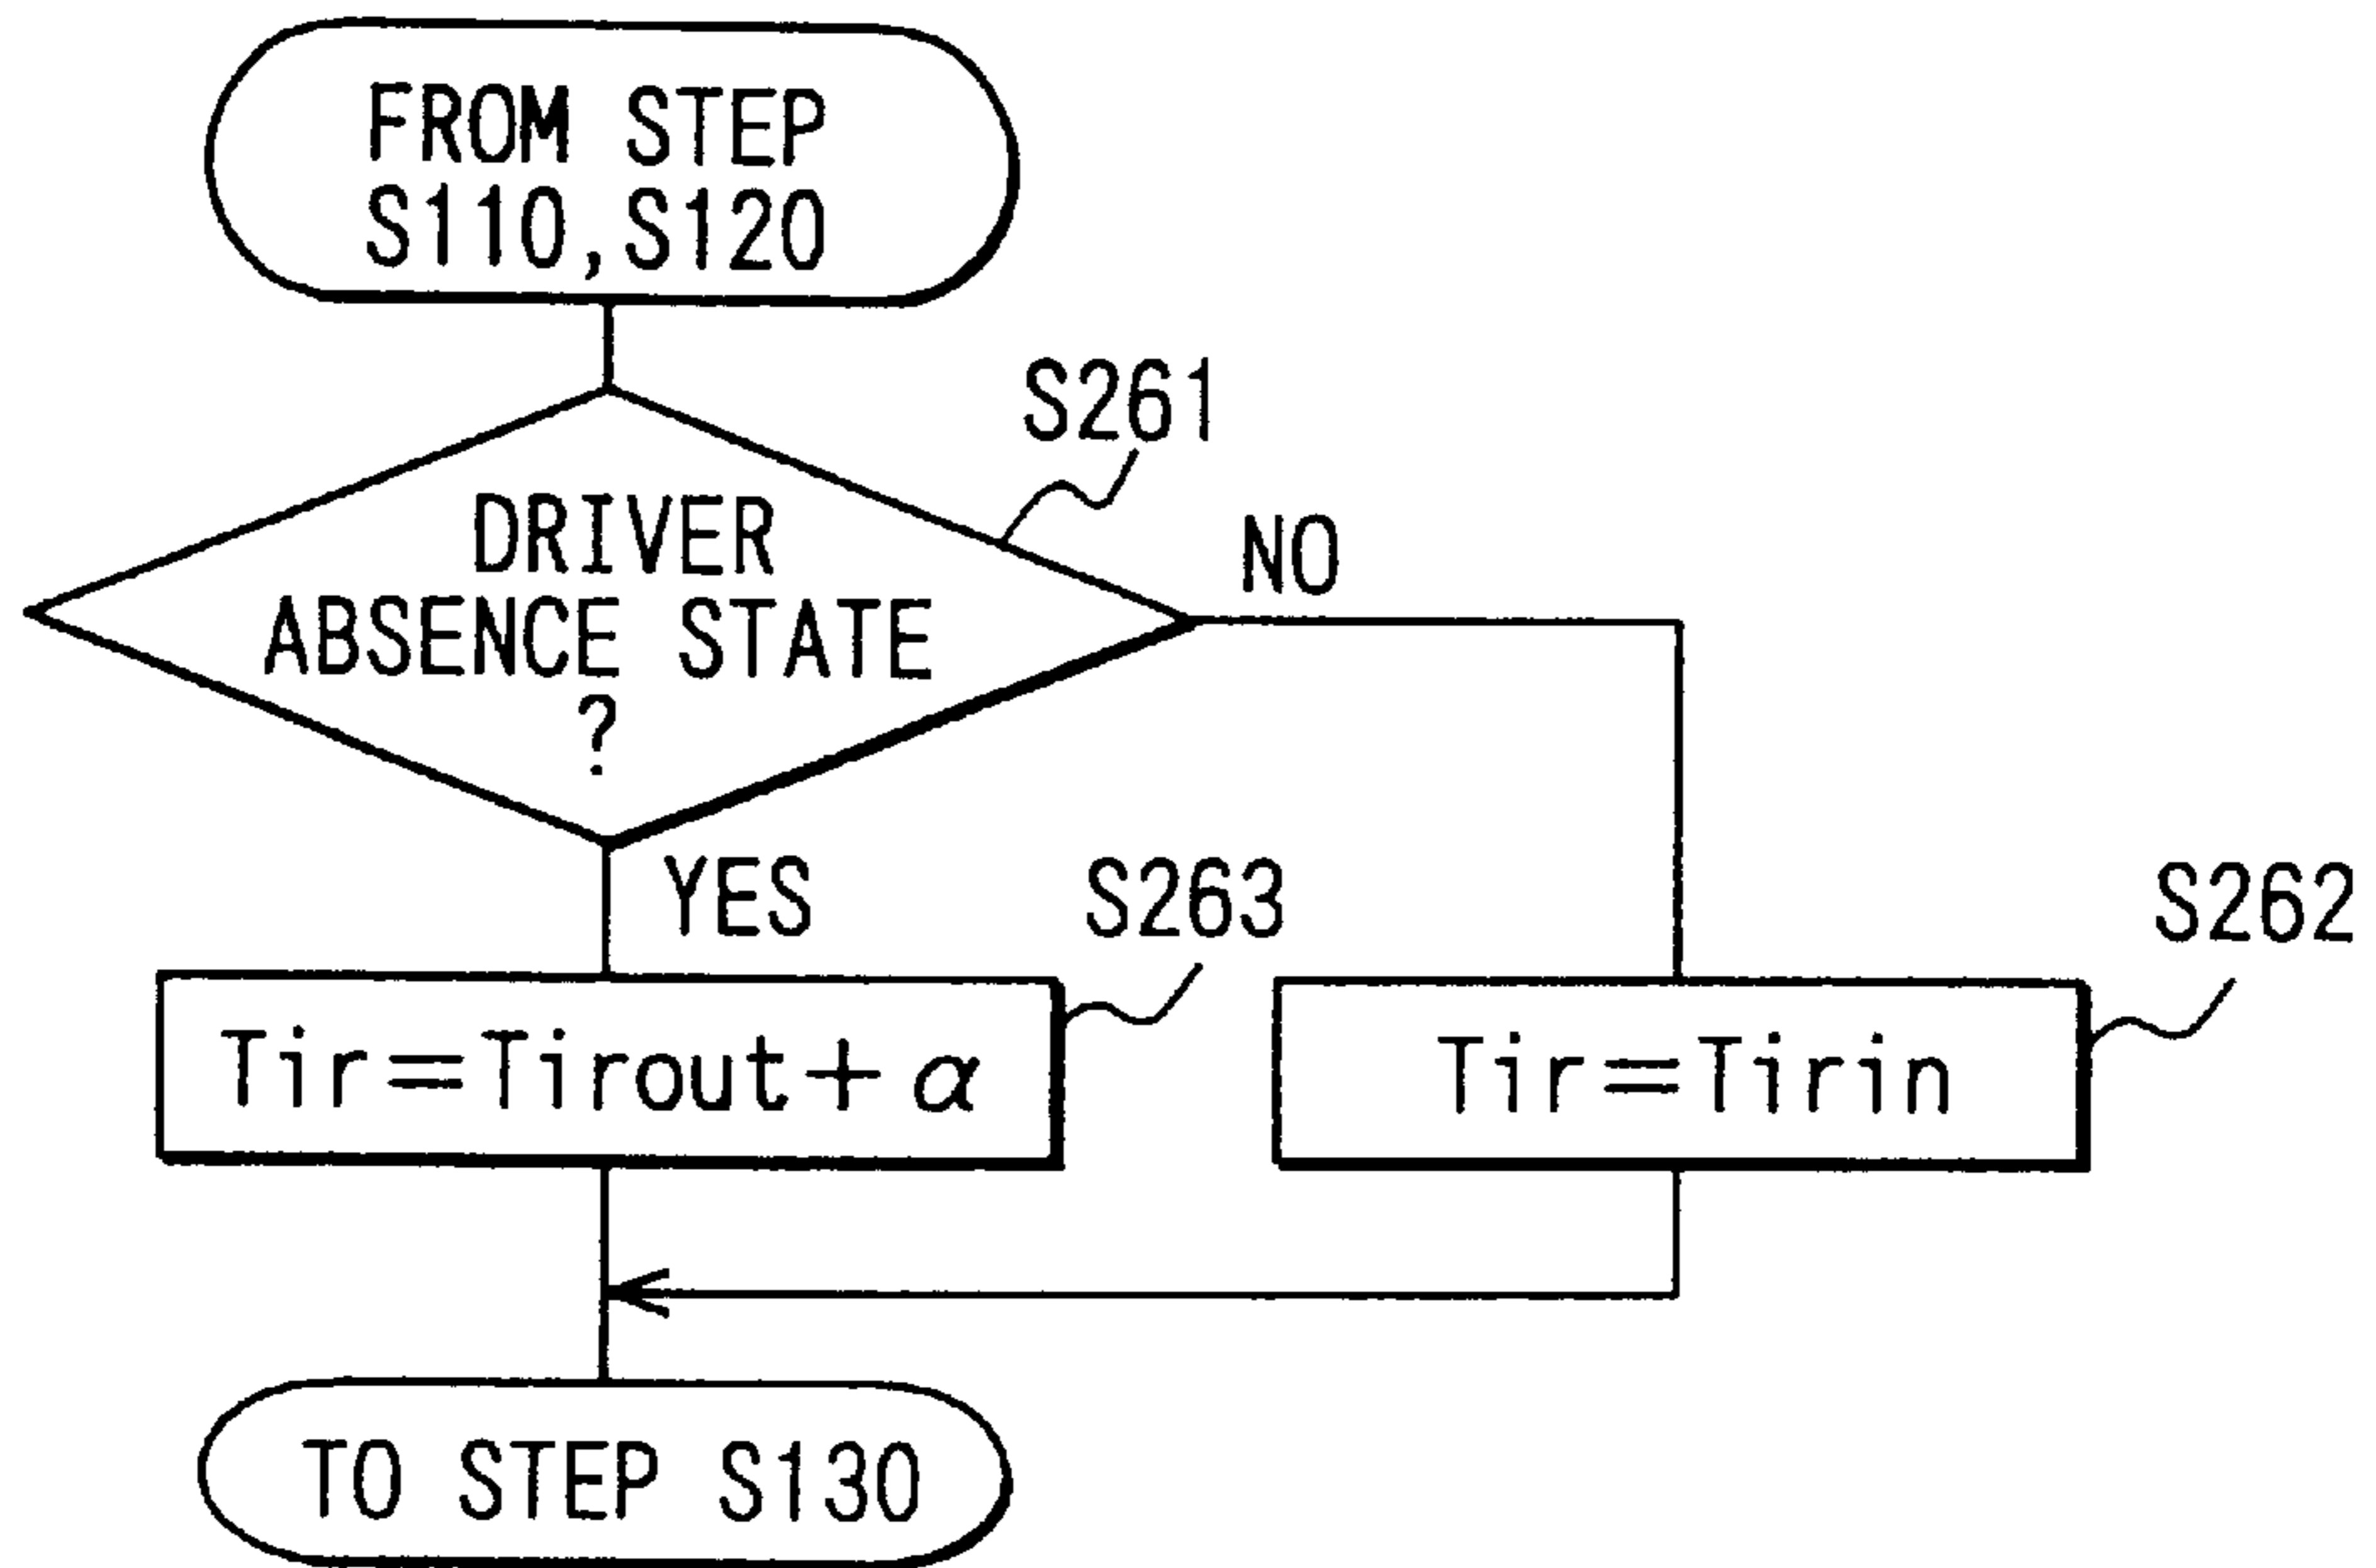 FROM STEP
S110,S120
S261
DRIVER
ABSENCE STATE
?
NO
YES
S263
S262
Tir=Tirout+α
Tir=Tirin
TO STEP S130